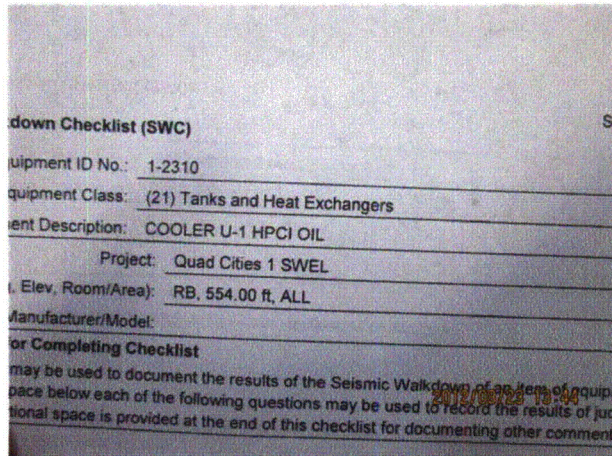 S
down Checklist (SWC)
quipment ID No.: 1-2310
quipment Class: (21) Tanks and Heat Exchangers
ent Description: COOLER U-1 HPCI OIL
Project: Quad Cities 1 SWEL
, Elev, Room/Area): RB, 554.00 ft, ALL
Manufacturer/Model:
or Completing Checklist
may be used to document the results of the Seismic Walkdown of an item of equip
pace below each of the following questions may be used to record the results of jud
tional space is provided at the end of this checklist for documenting other comment